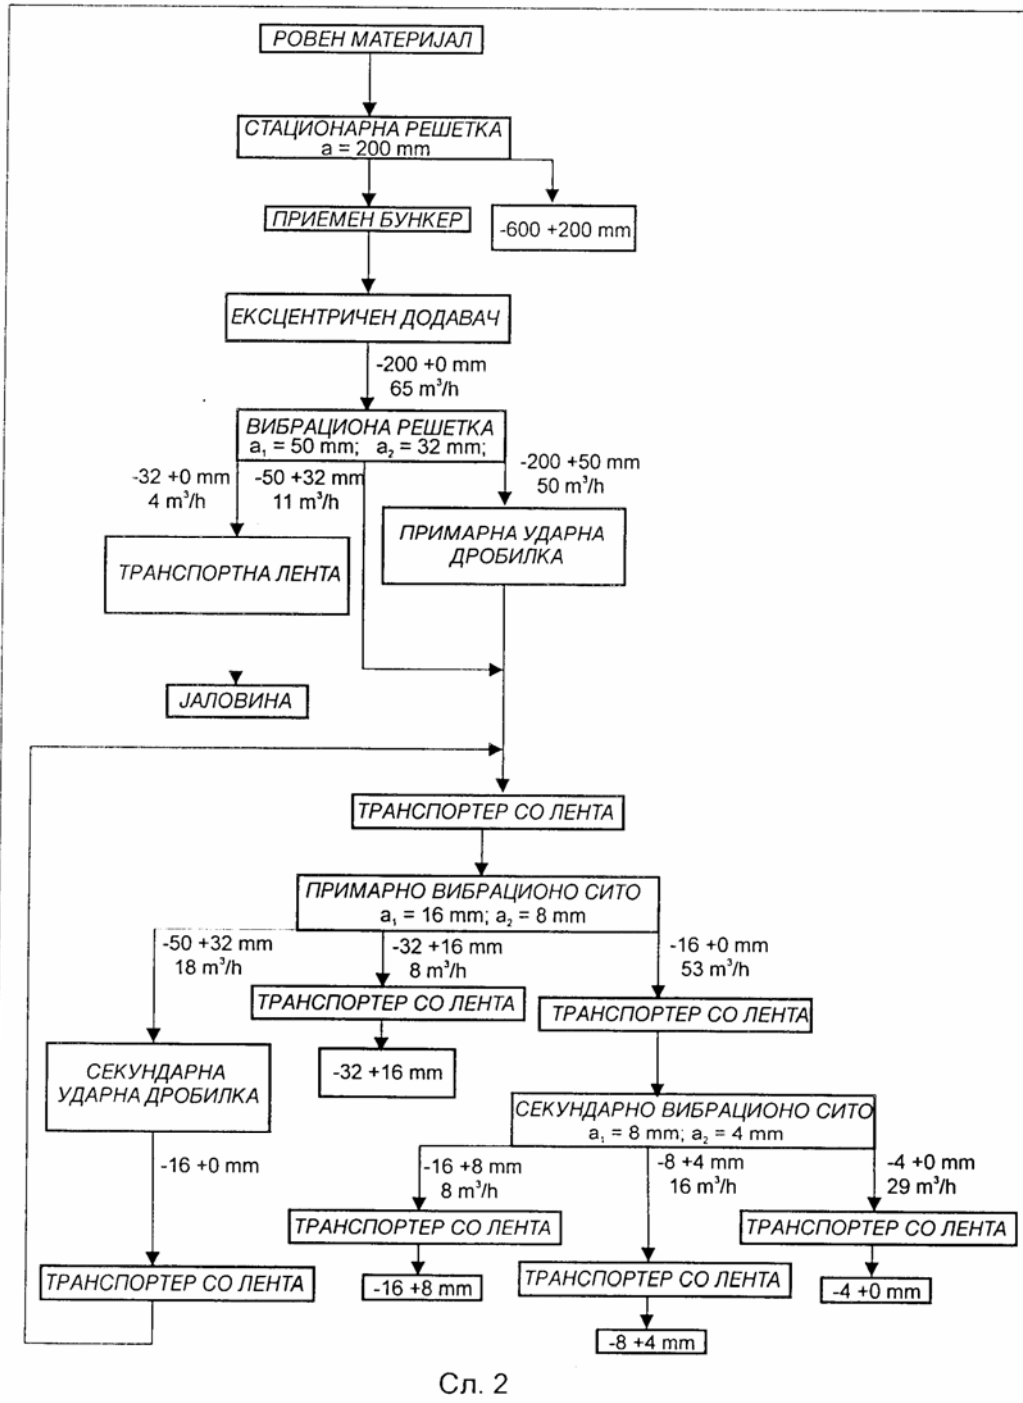 РОВЕН МАТЕРИЈАЛ
СТАЦИОНАРНА РЕШЕТКА
a = 200 mm
ПРИЕМЕН БУНКЕР
-600 +200 mm
ЕКСЦЕНТРИЧЕН ДОДАВАЧ
-200 +0 mm
65 m³/h
ВИБРАЦИОНА РЕШЕТКА
a₁ = 50 mm; a₂ = 32 mm;
-32 +0 mm
4 m³/h
-50 +32 mm
11 m³/h
-200 +50 mm
50 m³/h
ПРИМАРНА УДАРНА
ДРОБИЛКА
ТРАНСПОРТНА ЛЕНТА
ЈАЛОВИНА
ТРАНСПОРТЕР СО ЛЕНТА
ПРИМАРНО ВИБРАЦИОНО СИТО
a₁ = 16 mm; a₂ = 8 mm
-50 +32 mm
18 m³/h
-32 +16 mm
8 m³/h
-16 +0 mm
53 m³/h
ТРАНСПОРТЕР СО ЛЕНТА
ТРАНСПОРТЕР СО ЛЕНТА
-32 +16 mm
СЕКУНДАРНА
УДАРНА ДРОБИЛКА
СЕКУНДАРНО ВИБРАЦИОНО СИТО
a₁ = 8 mm; a₂ = 4 mm
-16 +0 mm
-16 +8 mm
8 m³/h
-8 +4 mm
16 m³/h
-4 +0 mm
29 m³/h
ТРАНСПОРТЕР СО ЛЕНТА
ТРАНСПОРТЕР СО ЛЕНТА
ТРАНСПОРТЕР СО ЛЕНТА
ТРАНСПОРТЕР СО ЛЕНТА
-16 +8 mm
-4 +0 mm
-8 +4 mm
Сл. 2